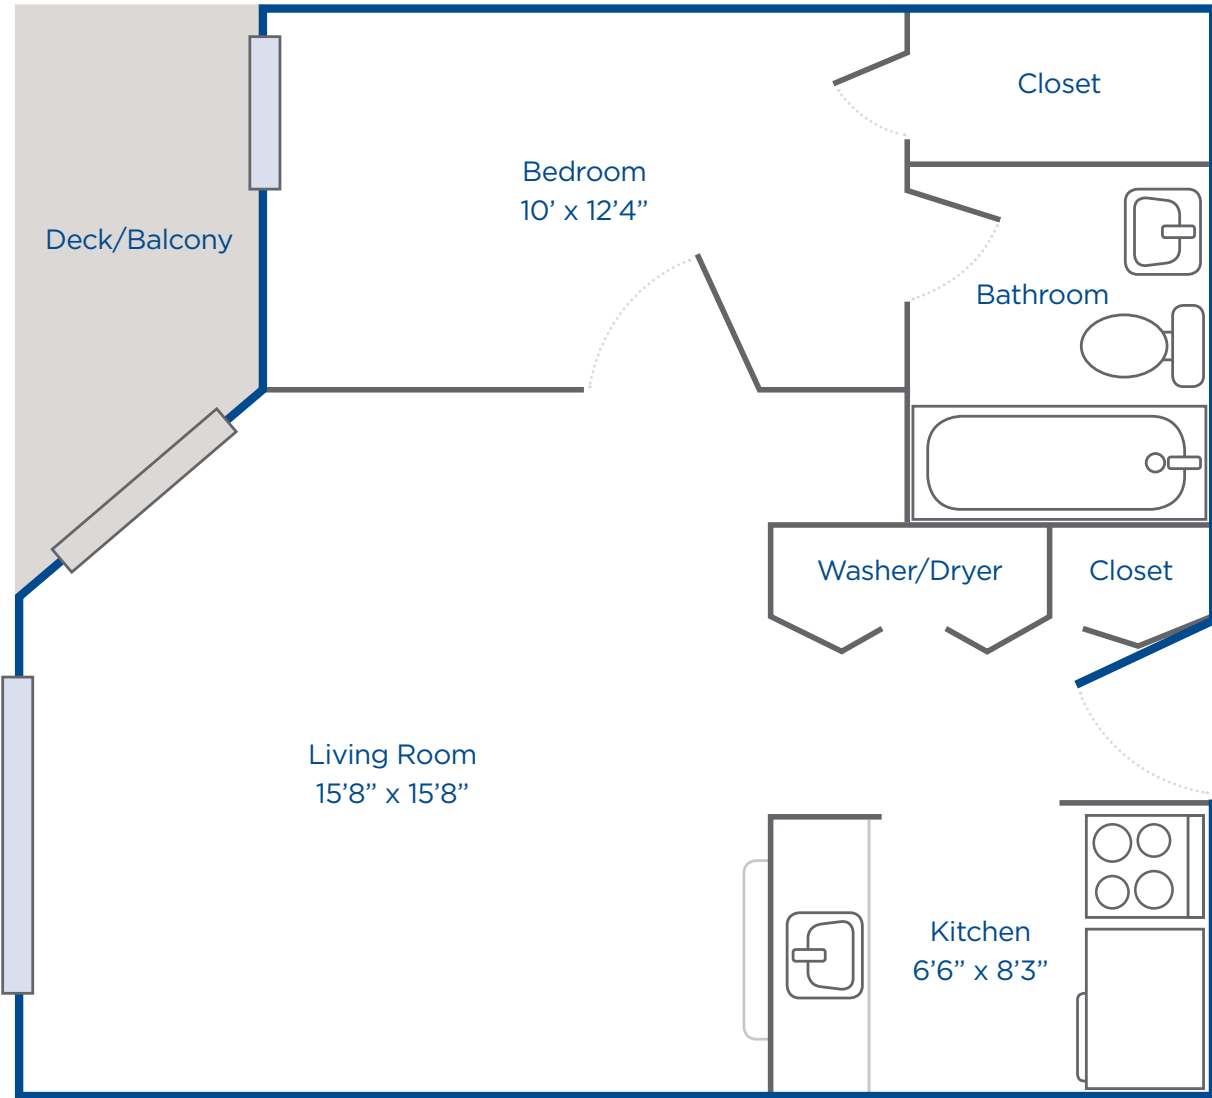 Closet
Bedroom
10’ x 12’4”
Deck/Balcony
Bathroom
Washer/Dryer
Closet
Living Room
15’8” x 15’8”
Kitchen
6’6” x 8’3”